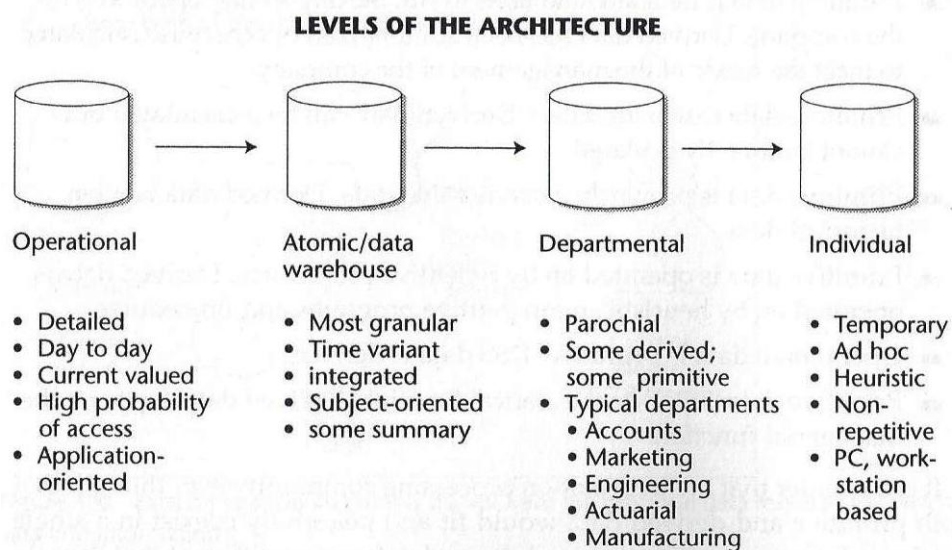 LEVELS OF THE ARCHITECTURE
Operational
• Detailed
• Day to day
• Current valued
• High probability
of access
• Application-
oriented
Atomic/data
warehouse
• Most granular
• Time variant
• integrated
• Subject-oriented
• some summary
Departmental
• Parochial
• Some derived;
some primitive
Typical departments
• Accounts
• Marketing
• Engineering
• Actuarial
• Manufacturing
Individual
• Temporary
• Ad hoc
• Heuristic
• Non-
repetitive
• PC, work-
station
based